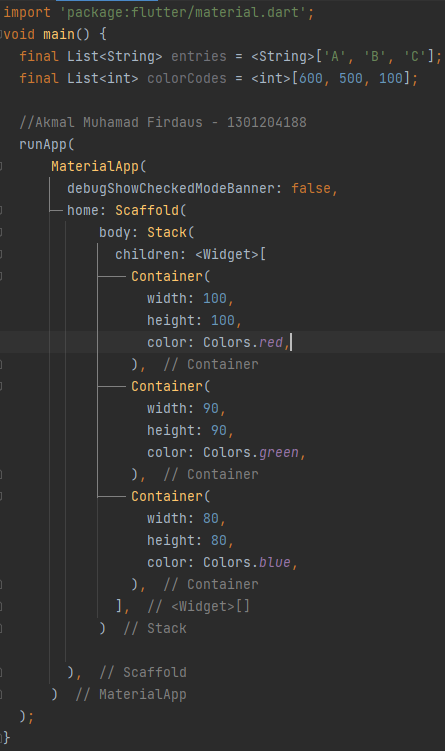 import 'package:flutter/material.dart';
void main() {
  final List<String> entries = <String>['A', 'B', 'C'];
  final List<int> colorCodes = <int>[600, 500, 100];

  //Akmal Muhamad Firdaus - 1301204188
  runApp(
      MaterialApp(
        debugShowCheckedModeBanner: false,
        home: Scaffold(
            body: Stack(
              children: <Widget>[
                Container(
                  width: 100,
                  height: 100,
                  color: Colors.red,
                ),  // Container
                Container(
                  width: 90,
                  height: 90,
                  color: Colors.green,
                ),  // Container
                Container(
                  width: 80,
                  height: 80,
                  color: Colors.blue,
                ),  // Container
              ],  // <Widget>[]
            )  // Stack

        ),  // Scaffold
      )  // MaterialApp
  );
}